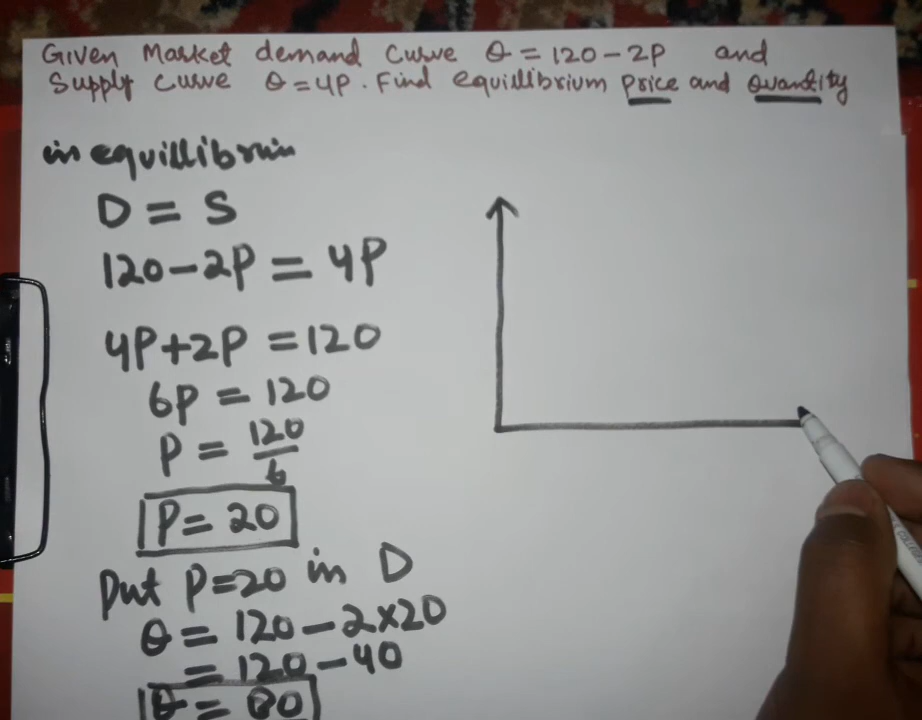 Given Market demand Curve Q = 120 - 2P and
Supply Curve Q = 4P. Find equillibrium Price and Quantity
in equillibrium
D = S
120 - 2P = 4P
4P + 2P = 120
6P = 120
P = 120/6
P = 20
Put P = 20 in D
Q = 120 - 2×20
= 120 - 40
Q = 80